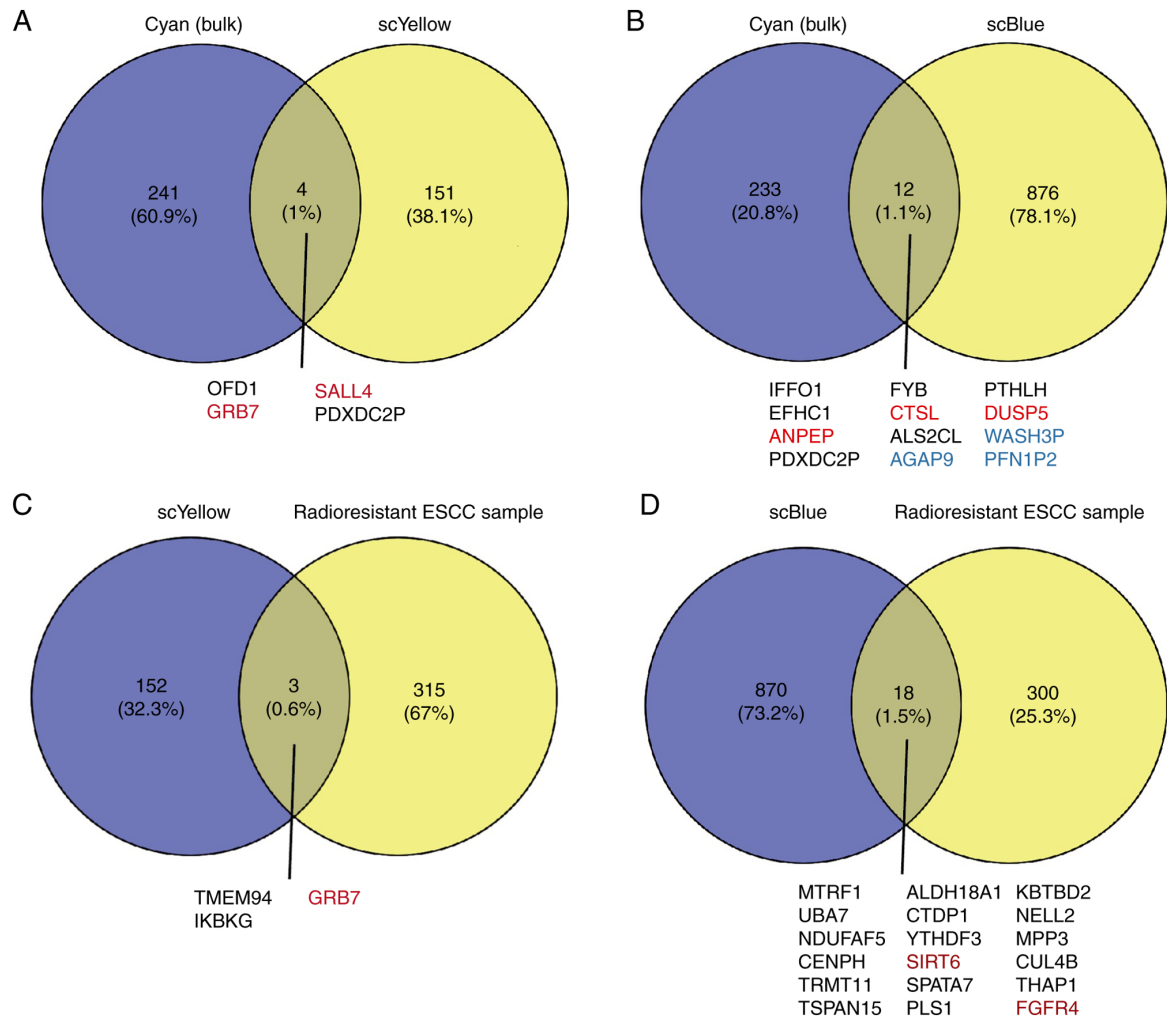 A
Cyan (bulk) scYellow
241 4 151
(60.9%) (1%) (38.1%)
OFD1 SALL4
GRB7 PDXDC2P
B
Cyan (bulk) scBlue
233 12 876
(20.8%) (1.1%) (78.1%)
IFFO1 FYB PTHLH
EFHC1 CTSL DUSP5
ANPEP ALS2CL WASH3P
PDXDC2P AGAP9 PFN1P2
C
scYellow Radioresistant ESCC sample
152 3 315
(32.3%) (0.6%) (67%)
TMEM94 GRB7
IKBKG
D
scBlue Radioresistant ESCC sample
870 18 300
(73.2%) (1.5%) (25.3%)
MTRF1 ALDH18A1 KBTBD2
UBA7 CTDP1 NELL2
NDUFAF5 YTHDF3 MPP3
CENPH SIRT6 CUL4B
TRMT11 SPATA7 THAP1
TSPAN15 PLS1 FGFR4